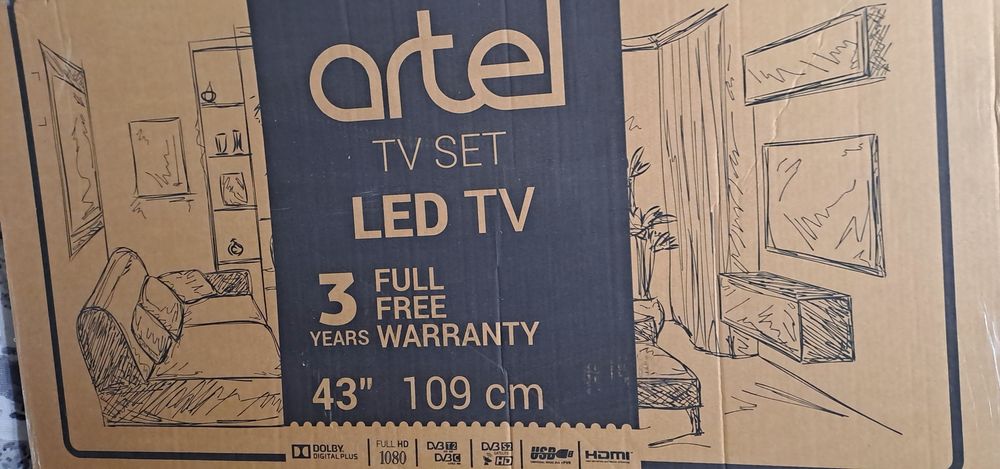 artel
TV SET
LED TV
3 YEARS
FULL
FREE
WARRANTY
43" 109 cm
DOLBY
DIGITAL PLUS
FULL HD
1080
DVB T2
DVB C
DVB S2
SATELLITE
HD
USB
HDMI